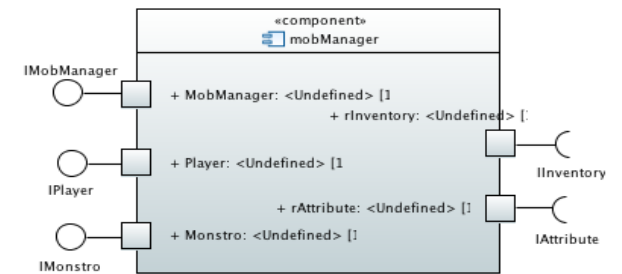 «component»
mobManager
IMobManager
+ MobManager: <Undefined> [1
+ rInventory: <Undefined> [1
+ Player: <Undefined> [1
IInventory
IPlayer
+ rAttribute: <Undefined> [1
+ Monstro: <Undefined> [1
IAttribute
IMonstro